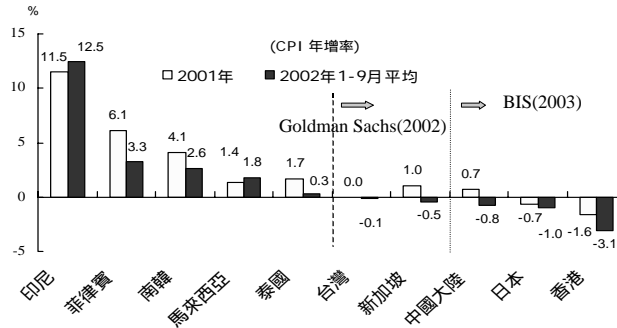 %
15
(CPI 年增率)
11.5 12.5
□ 2001年 ■ 2002年1-9月平均
10
BIS(2003)
Goldman Sachs(2002)
6.1
5
3.3
4.1
2.6
1.4
1.8
1.7
0.3
0.0
-0.1
1.0
-0.5
0.7
-0.8
-0.7
-1.0
-1.6
-3.1
0
-5
印尼
菲律賓
南韓
馬來西亞
泰國
台灣
新加坡
中國大陸
日本
香港